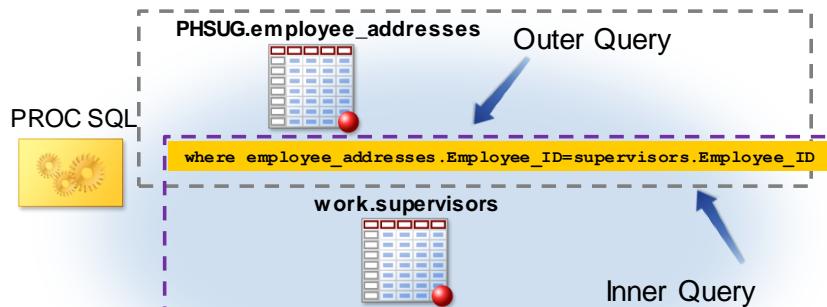 PHSUG.employee_addresses
Outer Query
PROC SQL
where employee_addresses.Employee_ID=supervisors.Employee_ID
work.supervisors
Inner Query